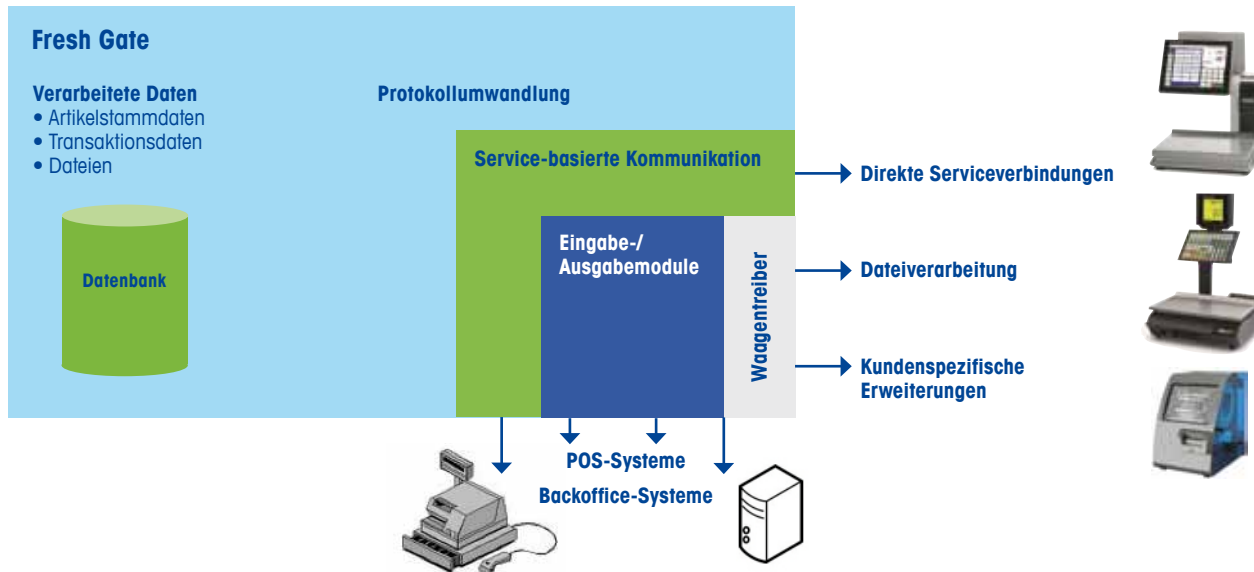 Fresh Gate
Verarbeitete Daten
• Artikelstammdaten
• Transaktionsdaten
• Dateien
Datenbank
Protokollumwandlung
Service-basierte Kommunikation
Eingabe-/
Ausgabemodule
Waagentreiber
Direkte Serviceverbindungen
Dateiverarbeitung
Kundenspezifische
Erweiterungen
POS-Systeme
Backoffice-Systeme